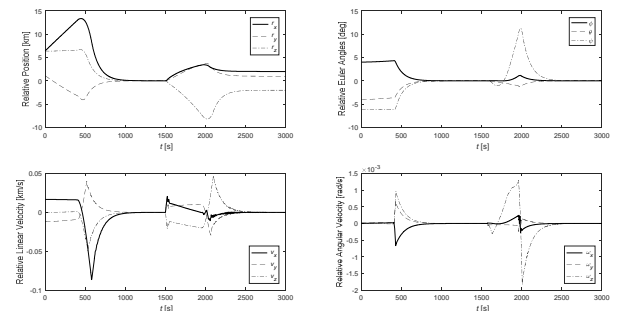 15
10
5
0
-5
-10
0 500 1000 1500 2000 2500 3000
t [s]
Relative Position [km]
r_x
r_y
r_z
15
10
5
0
-5
-10
0 500 1000 1500 2000 2500 3000
t [s]
Relative Euler Angles [deg]
ϕ
θ
ψ
0.05
0
-0.05
-0.1
0 500 1000 1500 2000 2500 3000
t [s]
Relative Linear Velocity [km/s]
v_x
v_y
v_z
×10^-3
1.5
1
0.5
0
-0.5
-1
-1.5
-2
0 500 1000 1500 2000 2500 3000
t [s]
Relative Angular Velocity [rad/s]
ω_x
ω_y
ω_z